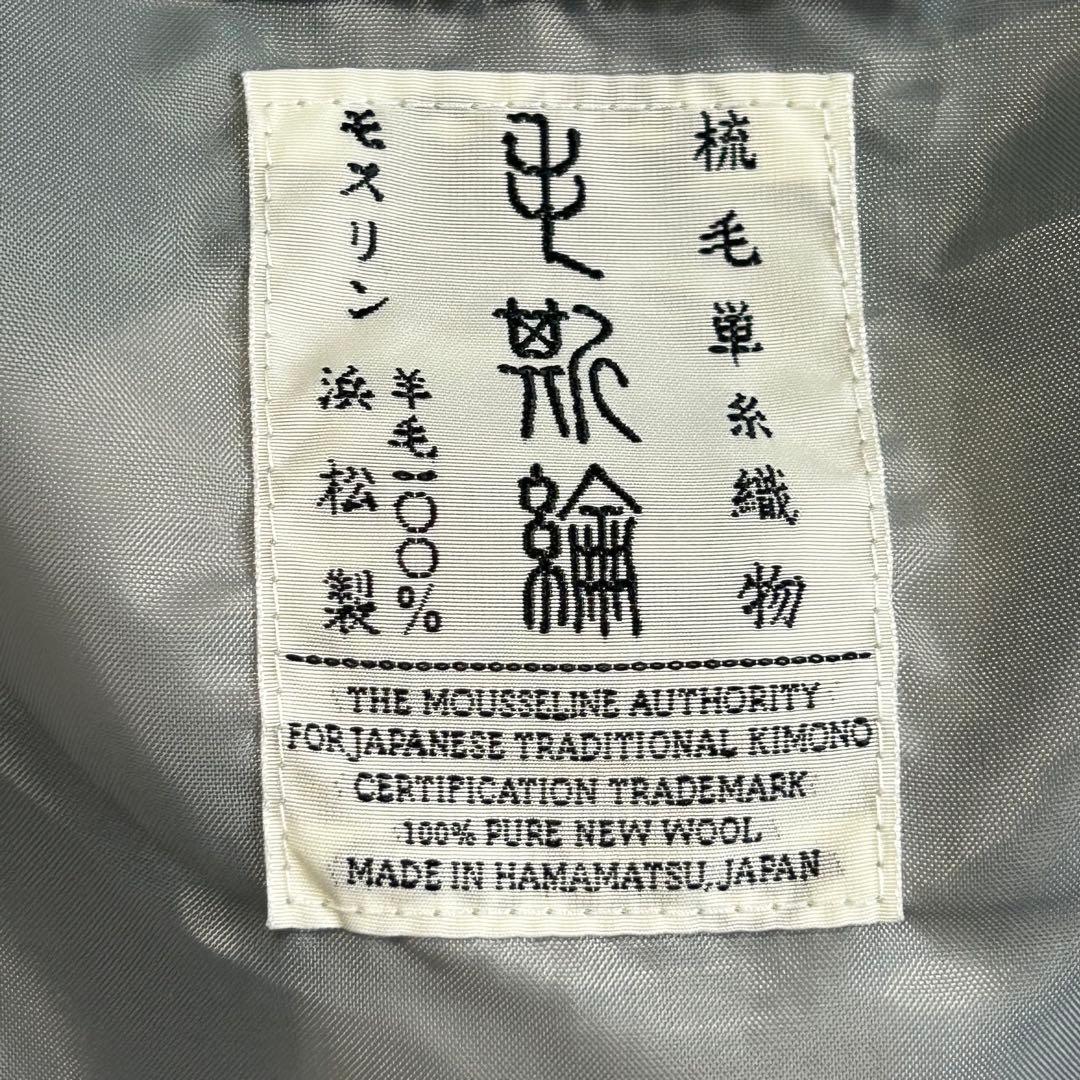 梳毛単糸織物
毛斯綸
モスリン
羊毛一〇〇%
浜松製
THE MOUSSELINE AUTHORITY
FOR JAPANESE TRADITIONAL KIMONO
CERTIFICATION TRADEMARK
100% PURE NEW WOOL
MADE IN HAMAMATSU, JAPAN